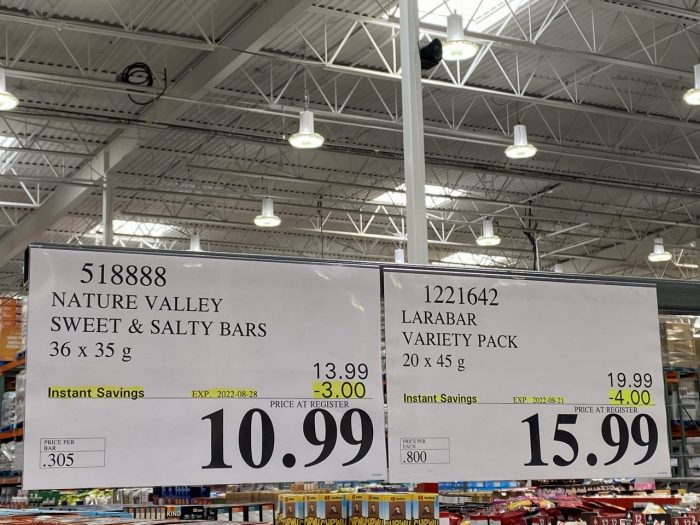 518888
NATURE VALLEY
SWEET & SALTY BARS
36 x 35 g
13.99
Instant Savings EXP. 2022-08-28 -3.00
PRICE AT REGISTER
10.99
PRICE PER
BAR
.305
1221642
LARABAR
VARIETY PACK
20 x 45 g
19.99
Instant Savings EXP. 2022-08-21 -4.00
PRICE AT REGISTER
15.99
PRICE PER
EACH
.800
KIND